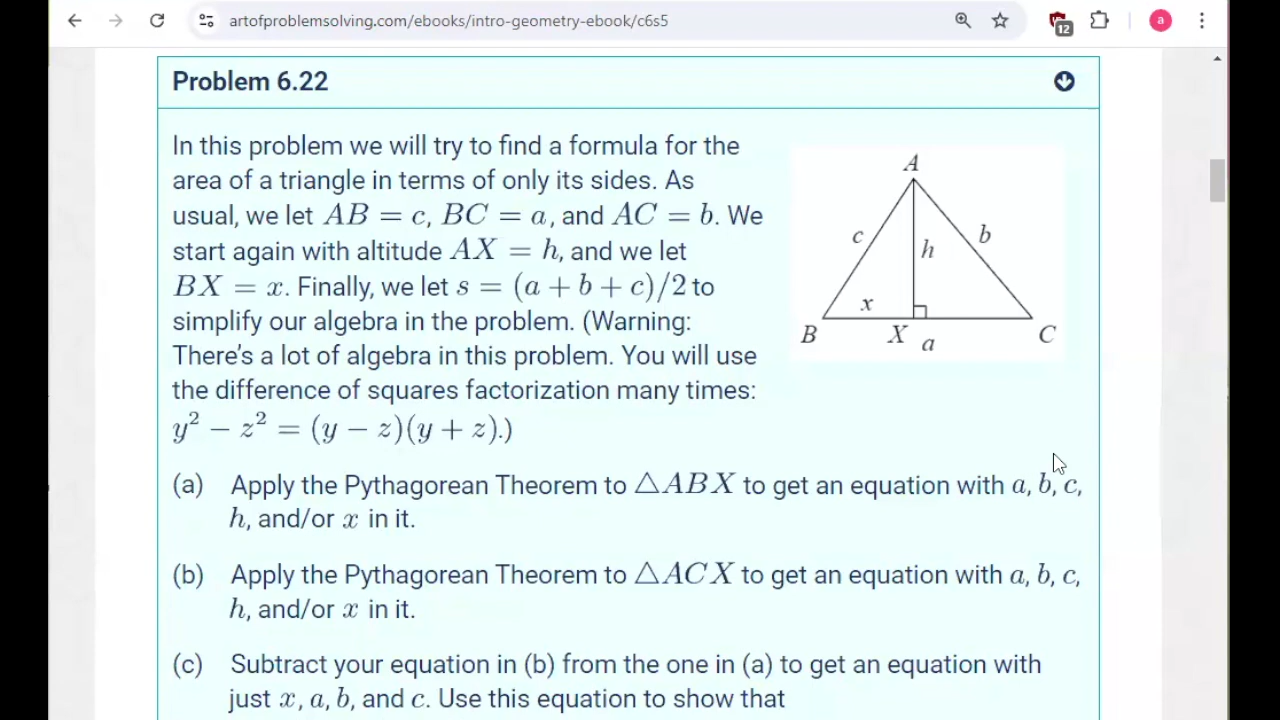 artofproblemsolving.com/ebooks/intro-geometry-ebook/c6s5
12
a
Problem 6.22
In this problem we will try to find a formula for the
area of a triangle in terms of only its sides. As
usual, we let AB = c, BC = a, and AC = b. We
start again with altitude AX = h, and we let
BX = x. Finally, we let s = (a + b + c)/2 to
simplify our algebra in the problem. (Warning:
There's a lot of algebra in this problem. You will use
the difference of squares factorization many times:
y² − z² = (y − z)(y + z).)
A
c
h
b
x
B
X
a
C
(a) Apply the Pythagorean Theorem to △ABX to get an equation with a, b, c,
h, and/or x in it.
(b) Apply the Pythagorean Theorem to △ACX to get an equation with a, b, c,
h, and/or x in it.
(c) Subtract your equation in (b) from the one in (a) to get an equation with
just x, a, b, and c. Use this equation to show that